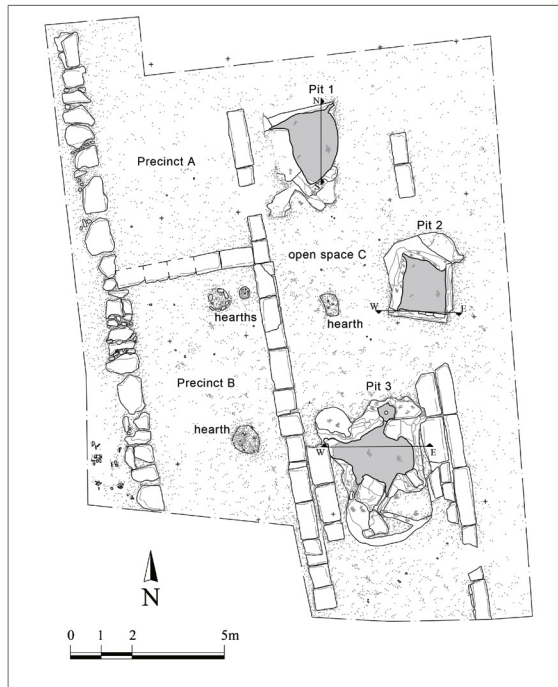 Pit 1
N
Precinct A
Pit 2
open space C
W E
hearths
hearth
Precinct B
Pit 3
hearth
W E
N
0 1 2 5m